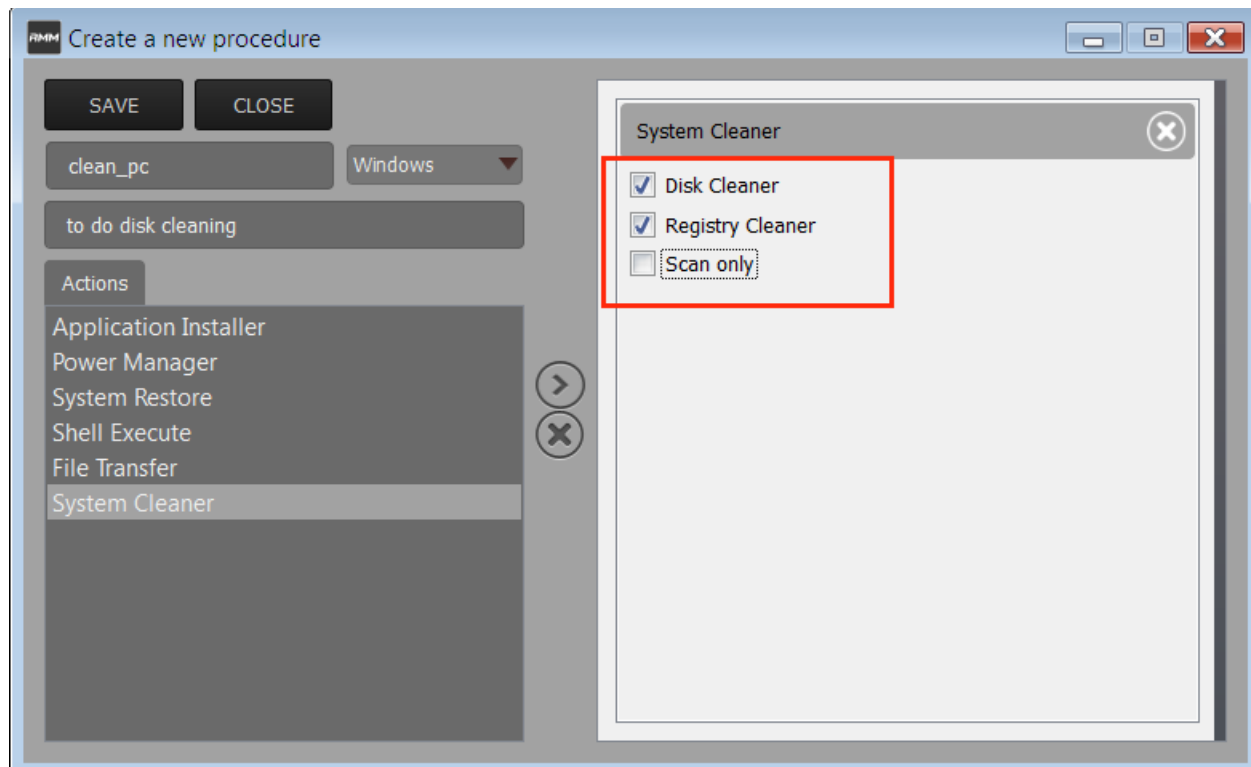 RMM Create a new procedure
SAVE CLOSE
clean_pc Windows
to do disk cleaning
Actions
Application Installer
Power Manager
System Restore
Shell Execute
File Transfer
System Cleaner
System Cleaner
Disk Cleaner
Registry Cleaner
Scan only